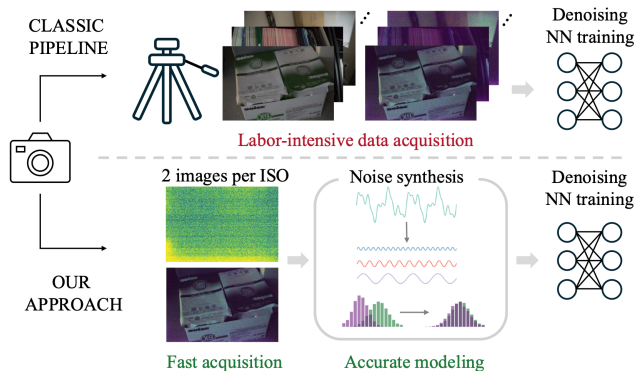 CLASSIC
PIPELINE
Denoising
NN training
Labor-intensive data acquisition
2 images per ISO
Noise synthesis
Denoising
NN training
OUR
APPROACH
Fast acquisition
Accurate modeling